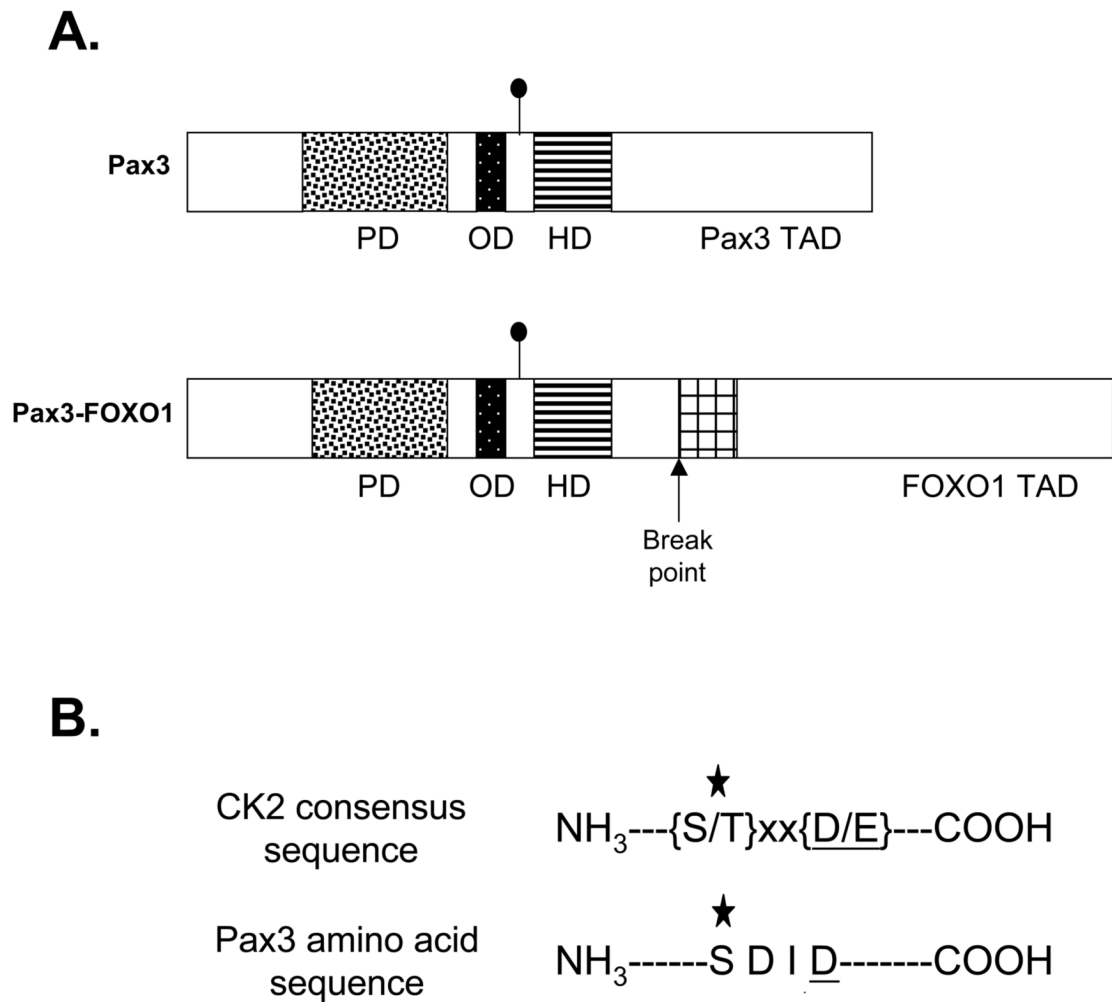 A.
Pax3
PD OD HD Pax3 TAD
Pax3-FOXO1
PD OD HD FOXO1 TAD
Break
point
B.
CK2 consensus
sequence
NH₃---{S/T}xx{D/E}---COOH
Pax3 amino acid
sequence
NH₃------S D I D-------COOH